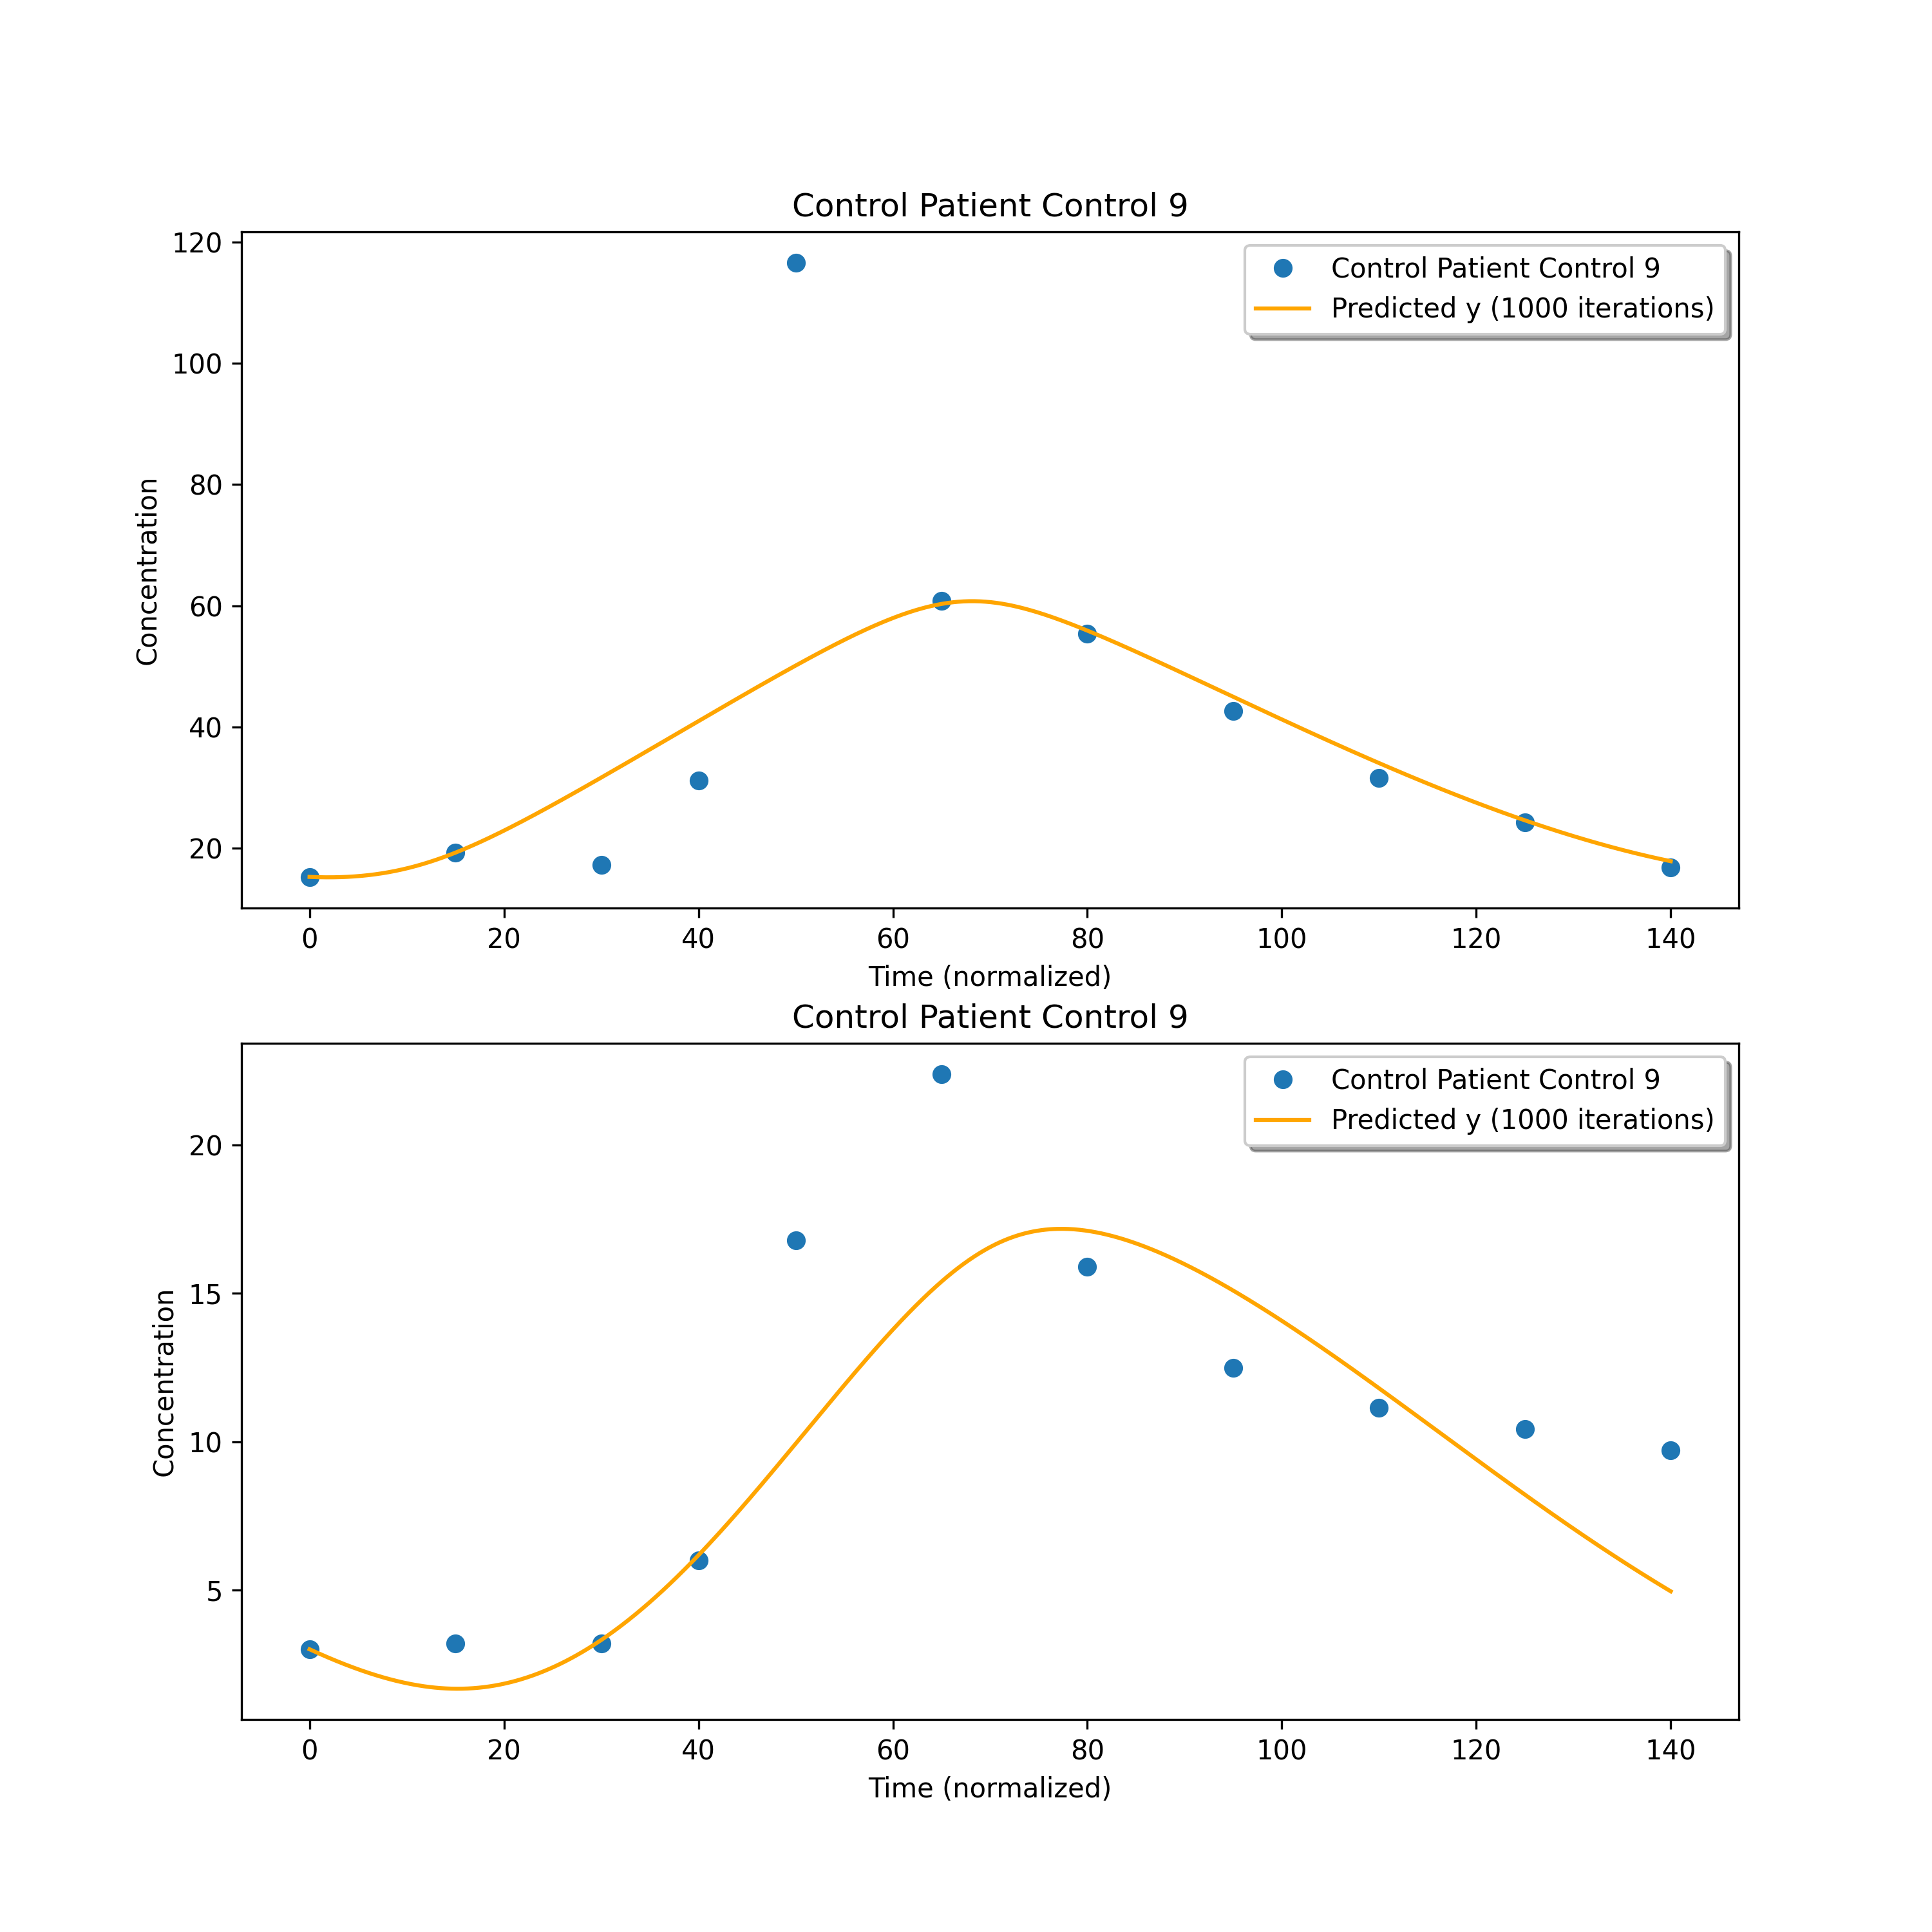 Control Patient Control 9
Control Patient Control 9
Predicted y (1000 iterations)
Concentration
120
100
80
60
40
20
0 20 40 60 80 100 120 140
Time (normalized)
Control Patient Control 9
Control Patient Control 9
Predicted y (1000 iterations)
Concentration
20
15
10
5
0 20 40 60 80 100 120 140
Time (normalized)